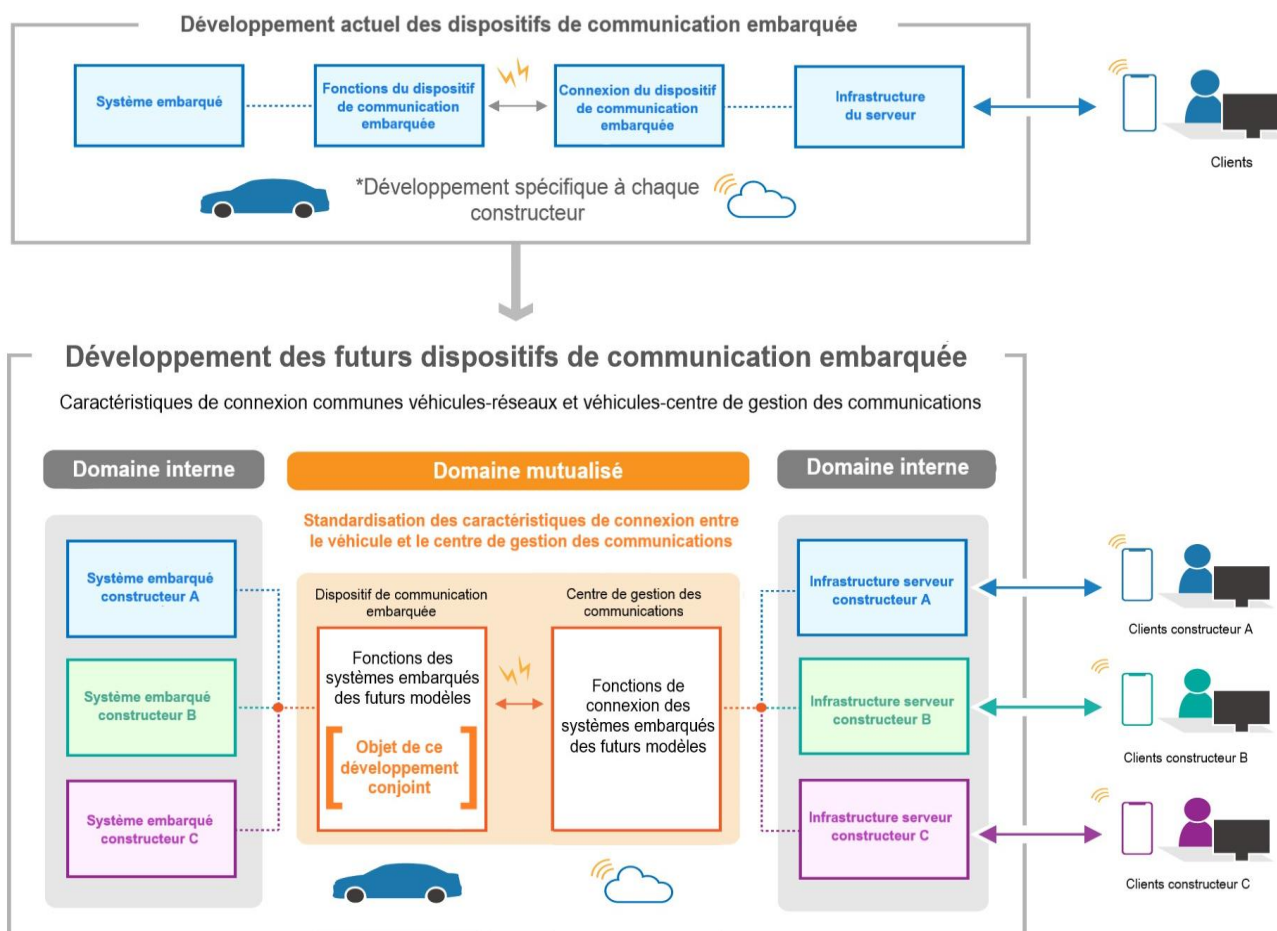 Développement actuel des dispositifs de communication embarquée
Système embarqué
Fonctions du dispositif
de communication
embarquée
Connexion du dispositif
de communication
embarquée
Infrastructure
du serveur
Clients
*Développement spécifique à chaque
constructeur
Développement des futurs dispositifs de communication embarquée
Caractéristiques de connexion communes véhicules-réseaux et véhicules-centre de gestion des communications
Domaine interne
Domaine mutualisé
Domaine interne
Standardisation des caractéristiques de connexion entre
le véhicule et le centre de gestion des communications
Système embarqué
constructeur A
Système embarqué
constructeur B
Système embarqué
constructeur C
Dispositif de communication
embarquée
Fonctions des
systèmes embarqués
des futurs modèles
Objet de ce
développement
conjoint
Centre de gestion des
communications
Fonctions de
connexion des
systèmes embarqués
des futurs modèles
Infrastructure serveur
constructeur A
Infrastructure serveur
constructeur B
Infrastructure serveur
constructeur C
Clients constructeur A
Clients constructeur B
Clients constructeur C